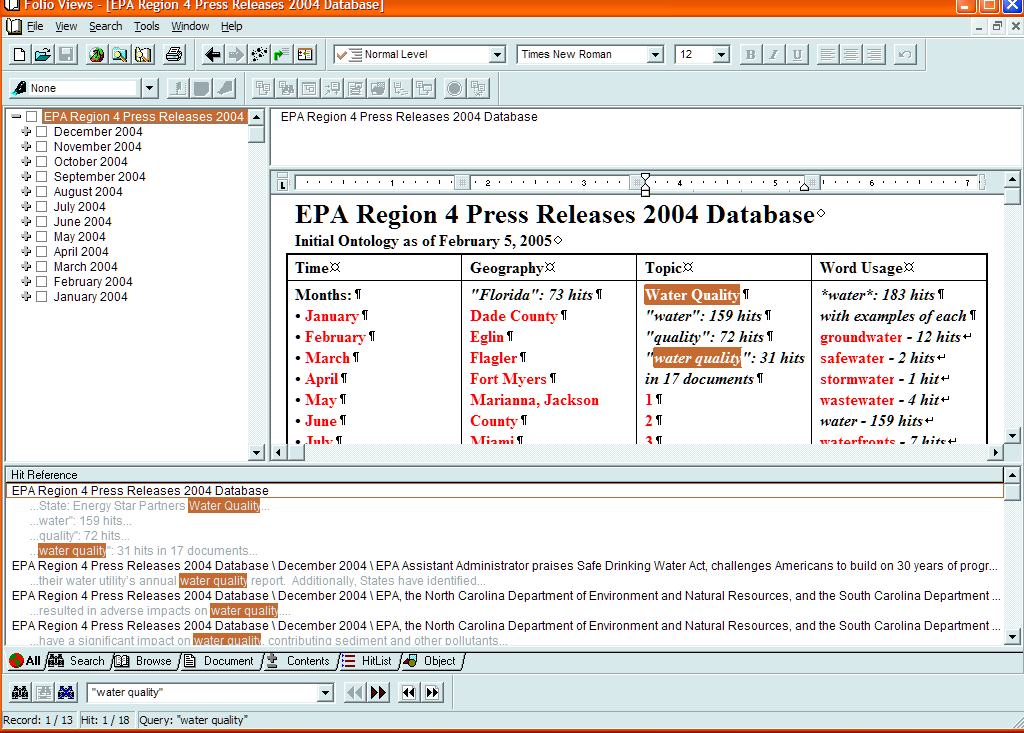 Folio Views - [EPA Region 4 Press Releases 2004 Database]
File View Search Tools Window Help
Normal Level Times New Roman 12 B I U
None
EPA Region 4 Press Releases 2004
December 2004
November 2004
October 2004
September 2004
August 2004
July 2004
June 2004
May 2004
April 2004
March 2004
February 2004
January 2004
EPA Region 4 Press Releases 2004 Database
L 1 2 3 4 5 6 7
EPA Region 4 Press Releases 2004 Database◇
Initial Ontology as of February 5, 2005◇
Time¤ Geography¤ Topic¤ Word Usage¤
Months: ¶ "Florida": 73 hits ¶ Water Quality ¶ *water*: 183 hits ¶
• January ¶ Dade County ¶ "water": 159 hits ¶ with examples of each ¶
• February ¶ Eglin ¶ "quality": 72 hits ¶ groundwater - 12 hits↵
• March ¶ Flagler ¶ "water quality": 31 hits safewater - 2 hits↵
• April ¶ Fort Myers ¶ in 17 documents ¶ stormwater - 1 hit↵
• May ¶ Marianna, Jackson 1 ¶ wastewater - 4 hit↵
• June ¶ County ¶ 2 ¶ water - 159 hits↵
• July ¶ Miami ¶ 3 ¶ waterfronts - 7 hits↵
Hit Reference
EPA Region 4 Press Releases 2004 Database
...State: Energy Star Partners Water Quality...
...water": 159 hits...
...quality": 72 hits...
...water quality": 31 hits in 17 documents...
EPA Region 4 Press Releases 2004 Database \ December 2004 \ EPA Assistant Administrator praises Safe Drinking Water Act, challenges Americans to build on 30 years of progr...
...their water utility's annual water quality report. Additionally, States have identified...
EPA Region 4 Press Releases 2004 Database \ December 2004 \ EPA, the North Carolina Department of Environment and Natural Resources, and the South Carolina Department ...
...resulted in adverse impacts on water quality....
EPA Region 4 Press Releases 2004 Database \ December 2004 \ EPA, the North Carolina Department of Environment and Natural Resources, and the South Carolina Department ...
...have a significant impact on water quality, contributing sediment and other pollutants...
All Search Browse Document Contents HitList Object
"water quality"
Record: 1 / 13 Hit: 1 / 18 Query: "water quality"